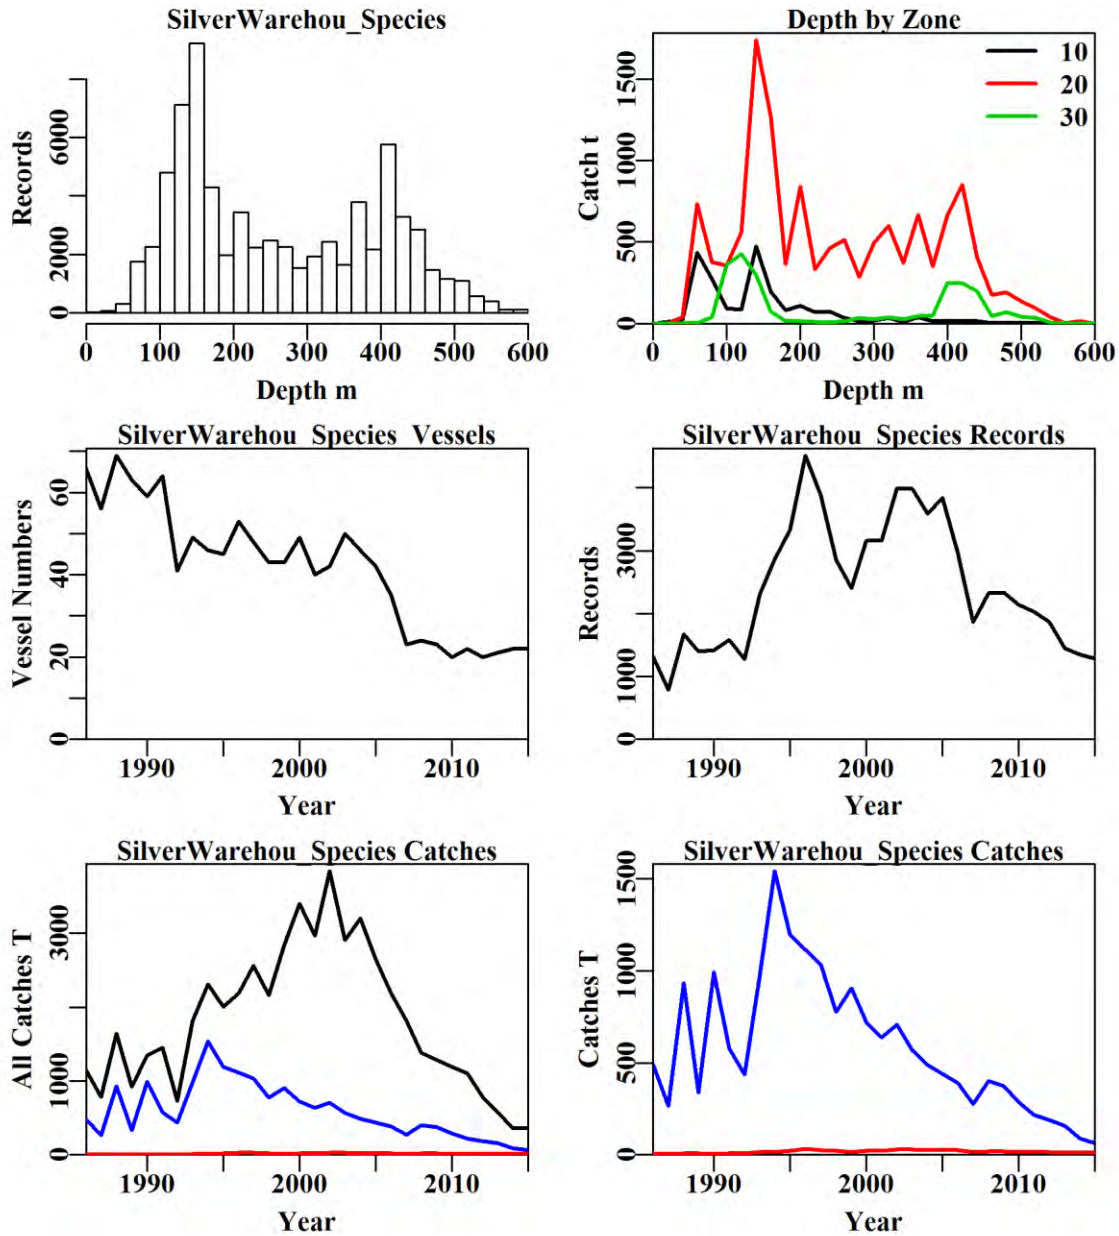 SilverWarehou_Species
Records
6000
2000
0
0 100 200 300 400 500 600
Depth m
Depth by Zone
Catch t
1500
1000
500
0
10
20
30
0 100 200 300 400 500 600
Depth m
SilverWarehou_Species_Vessels
Vessel Numbers
60
40
20
0
1990 2000 2010
Year
SilverWarehou_Species Records
Records
3000
1000
0
1990 2000 2010
Year
SilverWarehou_Species Catches
All Catches T
3000
1000
0
1990 2000 2010
Year
SilverWarehou_Species Catches
Catches T
1500
1000
500
0
1990 2000 2010
Year